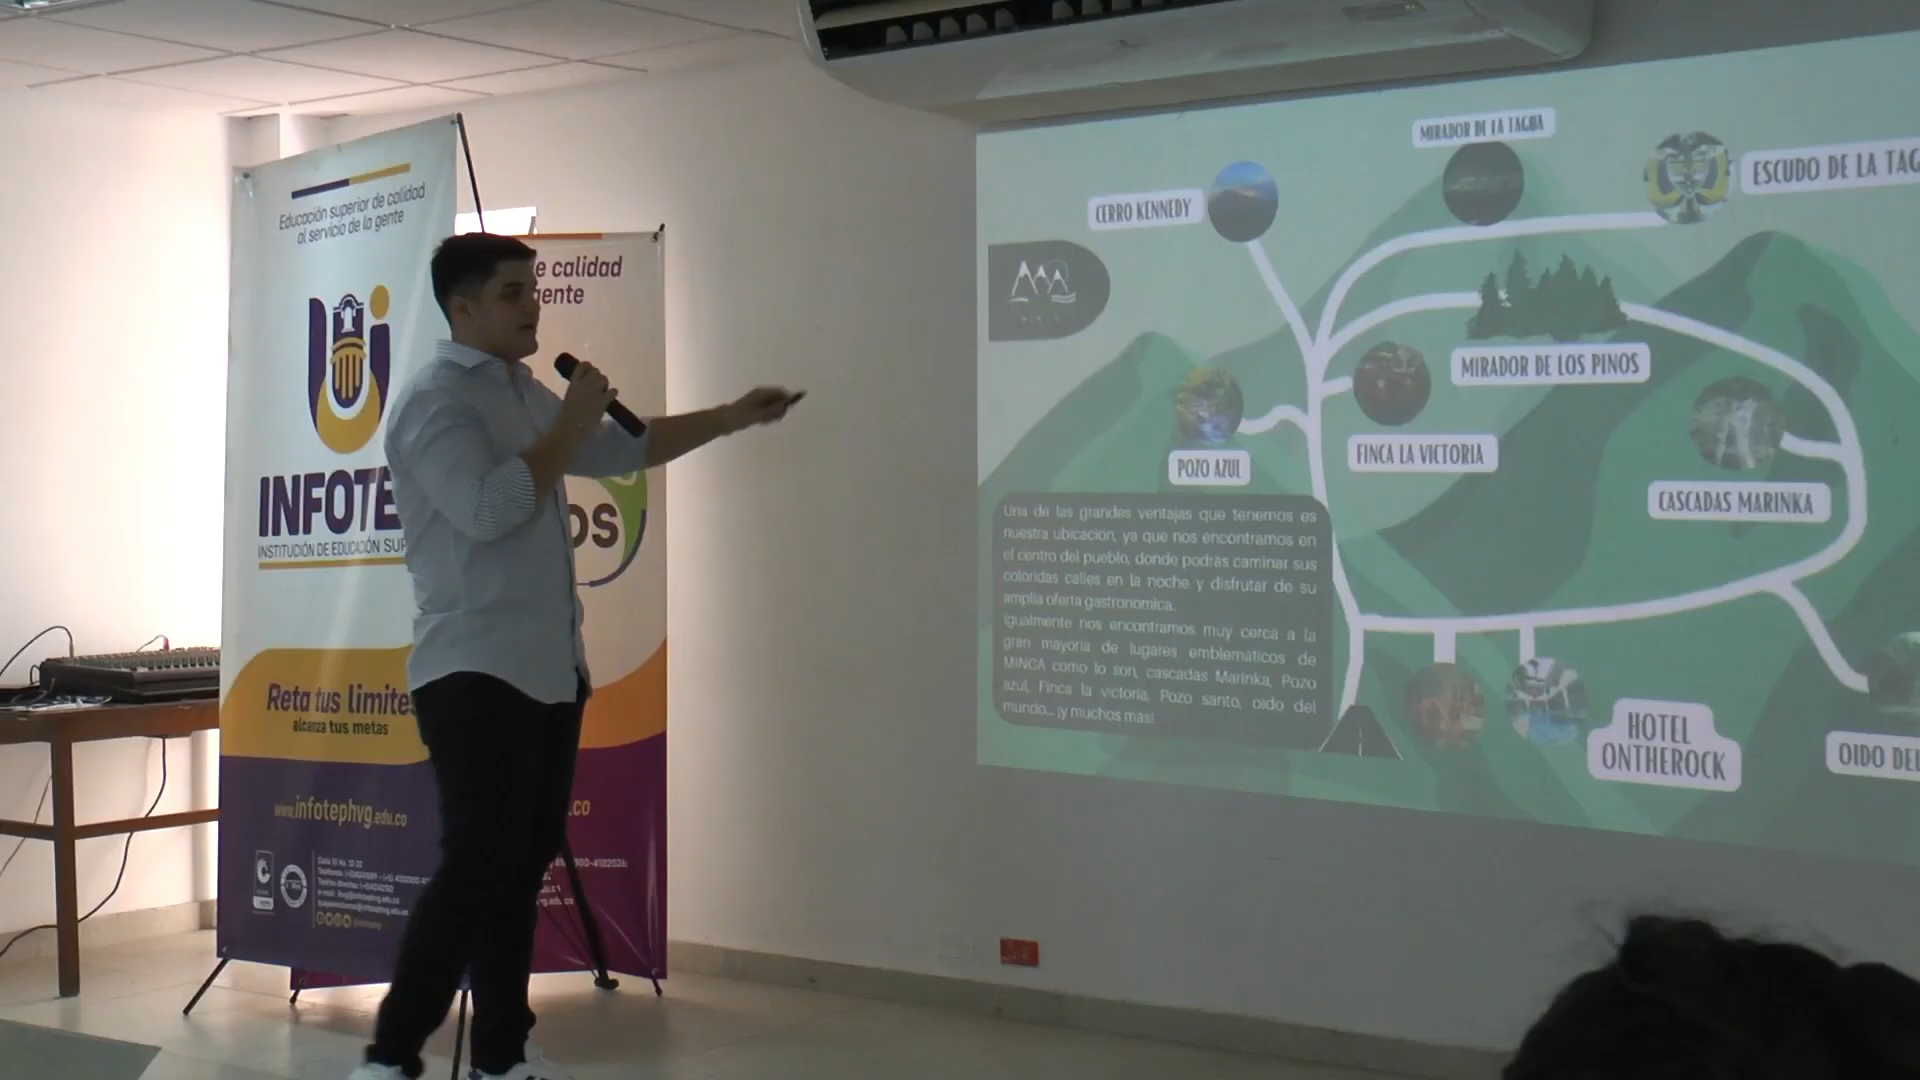 Educación superior de calidad
al servicio de la gente
INFOTE
INSTITUCIÓN DE EDUCACIÓN SUP
Reta tus limites
alcanza tus metas
www.infotephvg.edu.co
e calidad
gente
OS
.co
MIRADOR DE LA TAGUA
ESCUDO DE LA TAG
CERRO KENNEDY
MIRADOR DE LOS PINOS
FINCA LA VICTORIA
POZO AZUL
CASCADAS MARINKA
Una de las grandes ventajas que tenemos es
nuestra ubicacion, ya que nos encontramos en
el centro del pueblo, donde podras caminar sus
coloridas calles en la noche y disfrutar de su
amplia oferta gastronomica.
Igualmente nos encontramos muy cerca a la
gran mayoria de lugares emblematicos de
MINCA como lo son, cascadas Marinka, Pozo
azul, Finca la victoria, Pozo santo, oido del
mundo... ¡y muchos mas!
HOTEL
ONTHEROCK
OIDO DEL